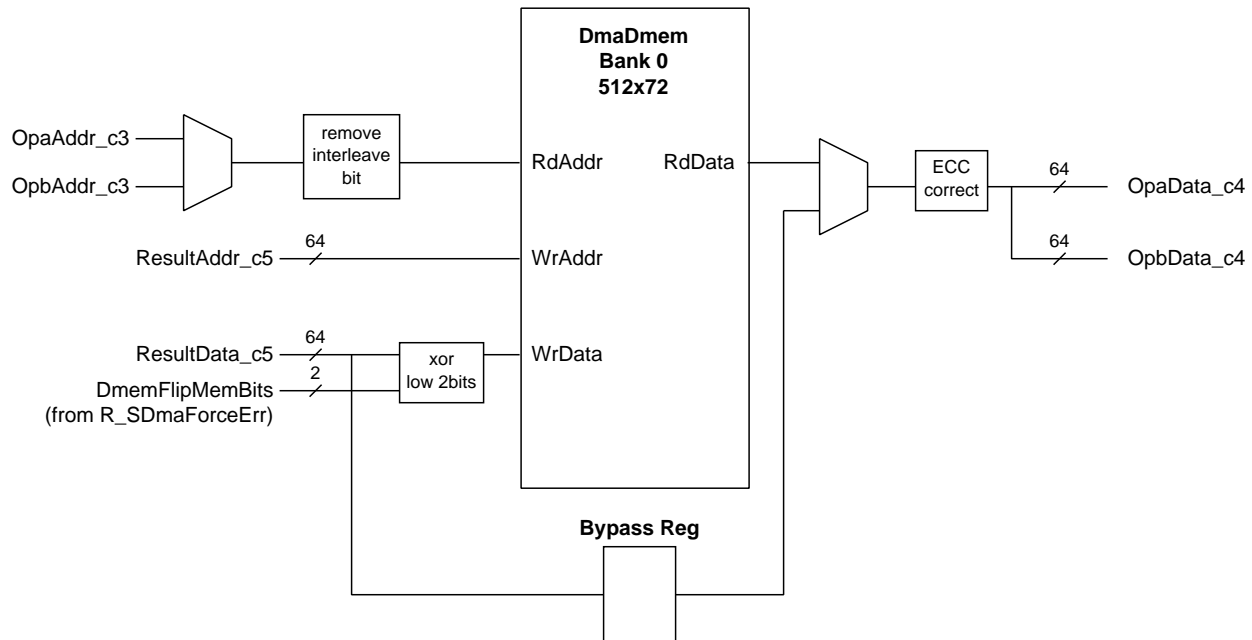 DmaDmem
Bank 0
512x72
OpaAddr_c3
OpbAddr_c3
remove
interleave
bit
RdAddr
RdData
ECC
correct
64
OpaData_c4
64
OpbData_c4
ResultAddr_c5
64
WrAddr
ResultData_c5
64
xor
low 2bits
WrData
DmemFlipMemBits
2
(from R_SDmaForceErr)
Bypass Reg